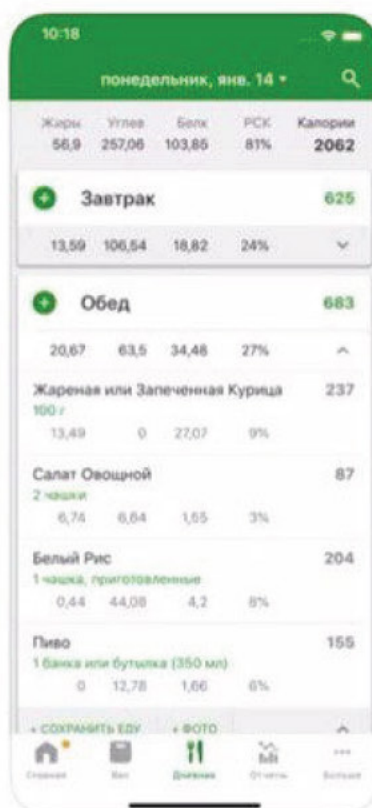 10:18
понедельник, янв. 14
Жиры Углев Белк РСК Калории
56,9 257,06 103,85 81% 2062
Завтрак 625
13,59 106,54 18,82 24%
Обед 683
20,67 63,5 34,48 27%
Жареная или Запеченная Курица 237
100 г
13,49 0 27,07 9%
Салат Овощной 87
2 чашки
6,74 6,64 1,55 3%
Белый Рис 204
1 чашка, приготовленные
0,44 44,08 4,2 8%
Пиво 155
1 банка или бутылка (350 мл)
0 12,78 1,66 6%
+ СОХРАНИТЬ ЕДУ + ФОТО
Главная Вес Дневник Отчеты Больше